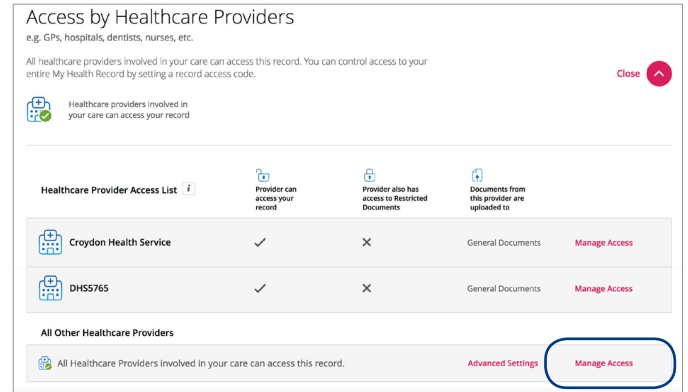 Access by Healthcare Providers
e.g. GPs, hospitals, dentists, nurses, etc.
All healthcare providers involved in your care can access this record. You can control access to your
entire My Health Record by setting a record access code.
Close
Healthcare providers involved in
your care can access your record
Healthcare Provider Access List i
Provider can
access your
record
Provider also has
access to Restricted
Documents
Documents from
this provider are
uploaded to
Croydon Health Service
General Documents
Manage Access
DHS5765
General Documents
Manage Access
All Other Healthcare Providers
All Healthcare Providers involved in your care can access this record.
Advanced Settings
Manage Access